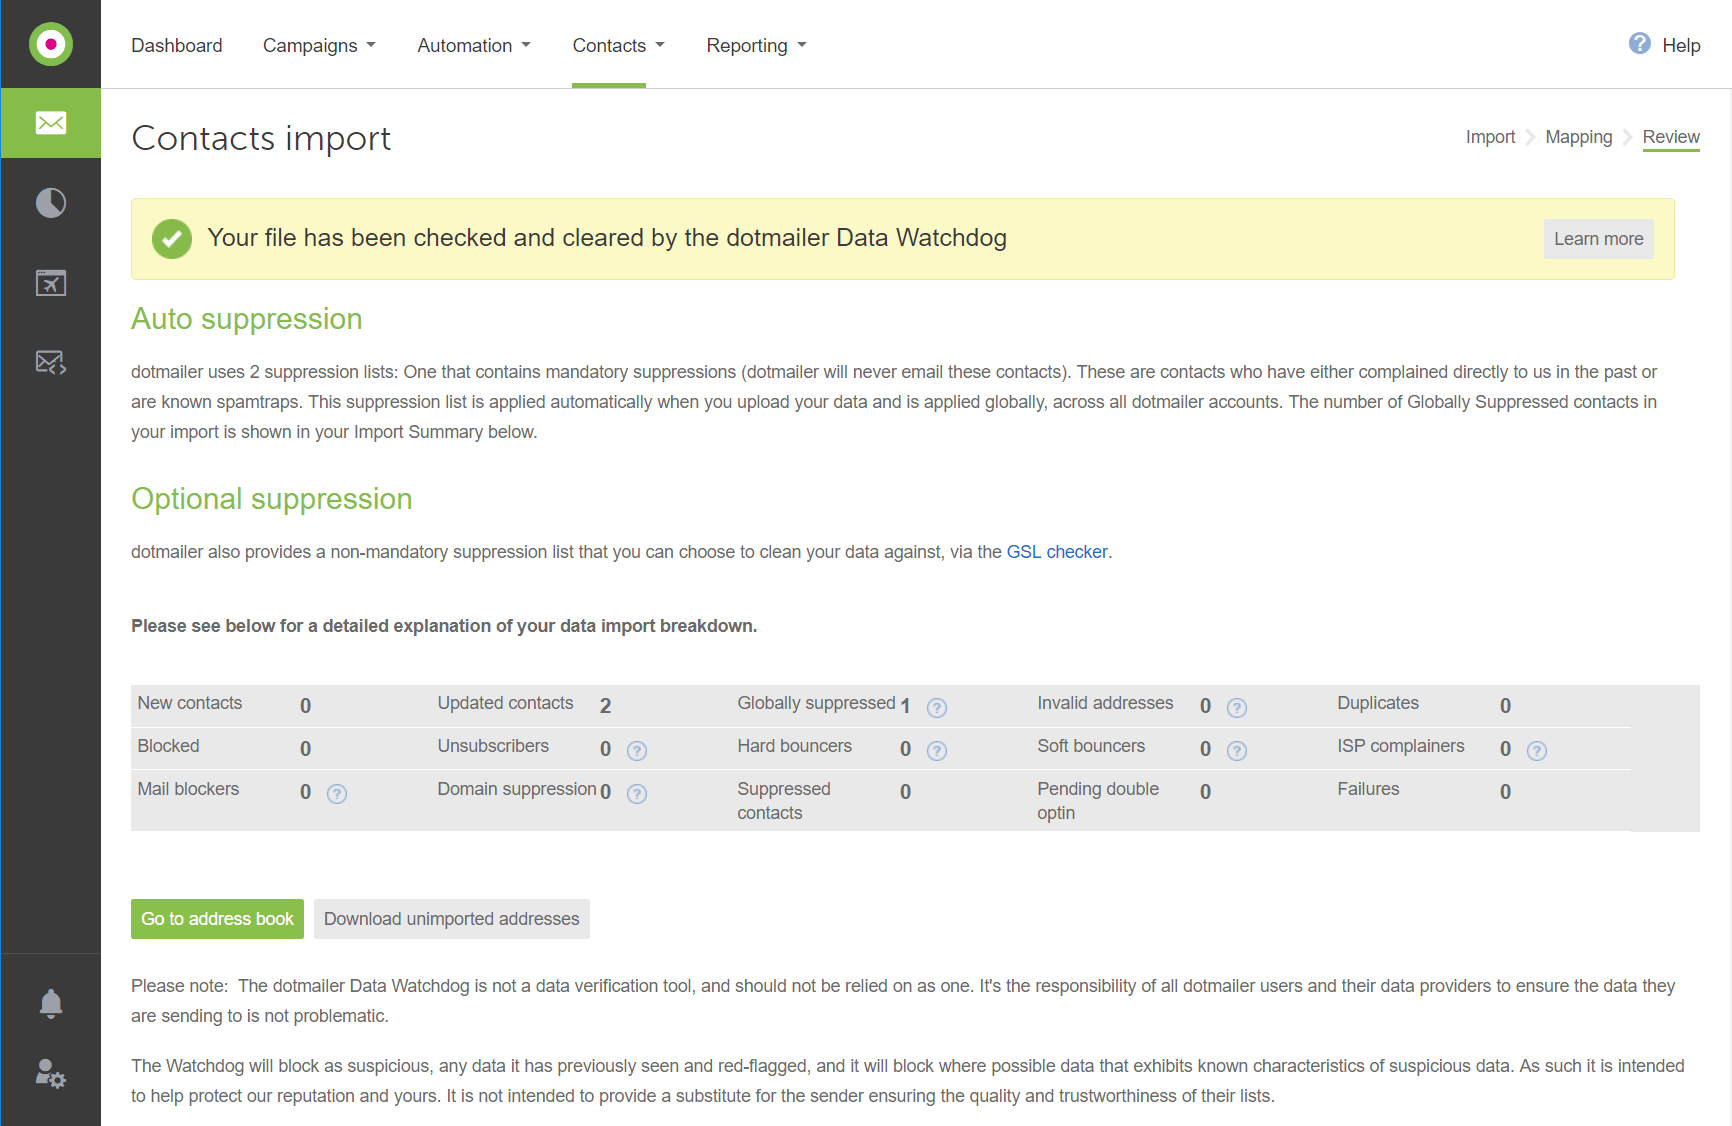 Dashboard Campaigns Automation Contacts Reporting ? Help
Contacts import
Import Mapping Review
Your file has been checked and cleared by the dotmailer Data Watchdog Learn more
Auto suppression
dotmailer uses 2 suppression lists: One that contains mandatory suppressions (dotmailer will never email these contacts). These are contacts who have either complained directly to us in the past or
are known spamtraps. This suppression list is applied automatically when you upload your data and is applied globally, across all dotmailer accounts. The number of Globally Suppressed contacts in
your import is shown in your Import Summary below.
Optional suppression
dotmailer also provides a non-mandatory suppression list that you can choose to clean your data against, via the GSL checker.
Please see below for a detailed explanation of your data import breakdown.
New contacts 0 Updated contacts 2 Globally suppressed 1 ? Invalid addresses 0 ? Duplicates 0
Blocked 0 Unsubscribers 0 ? Hard bouncers 0 ? Soft bouncers 0 ? ISP complainers 0 ?
Mail blockers 0 ? Domain suppression 0 ? Suppressed contacts 0 Pending double optin 0 Failures 0
Go to address book Download unimported addresses
Please note:  The dotmailer Data Watchdog is not a data verification tool, and should not be relied on as one. It's the responsibility of all dotmailer users and their data providers to ensure the data they
are sending to is not problematic.
The Watchdog will block as suspicious, any data it has previously seen and red-flagged, and it will block where possible data that exhibits known characteristics of suspicious data. As such it is intended
to help protect our reputation and yours. It is not intended to provide a substitute for the sender ensuring the quality and trustworthiness of their lists.